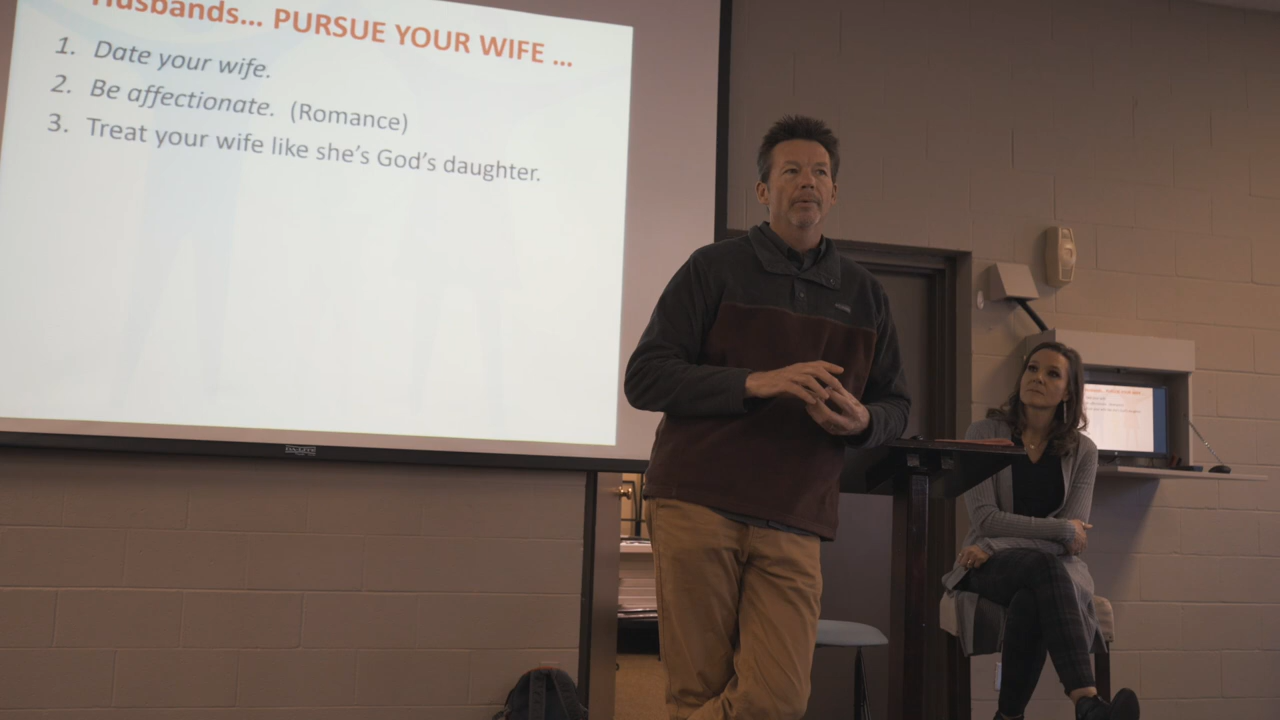 Husbands... PURSUE YOUR WIFE ...
1. Date your wife.
2. Be affectionate. (Romance)
3. Treat your wife like she's God's daughter.